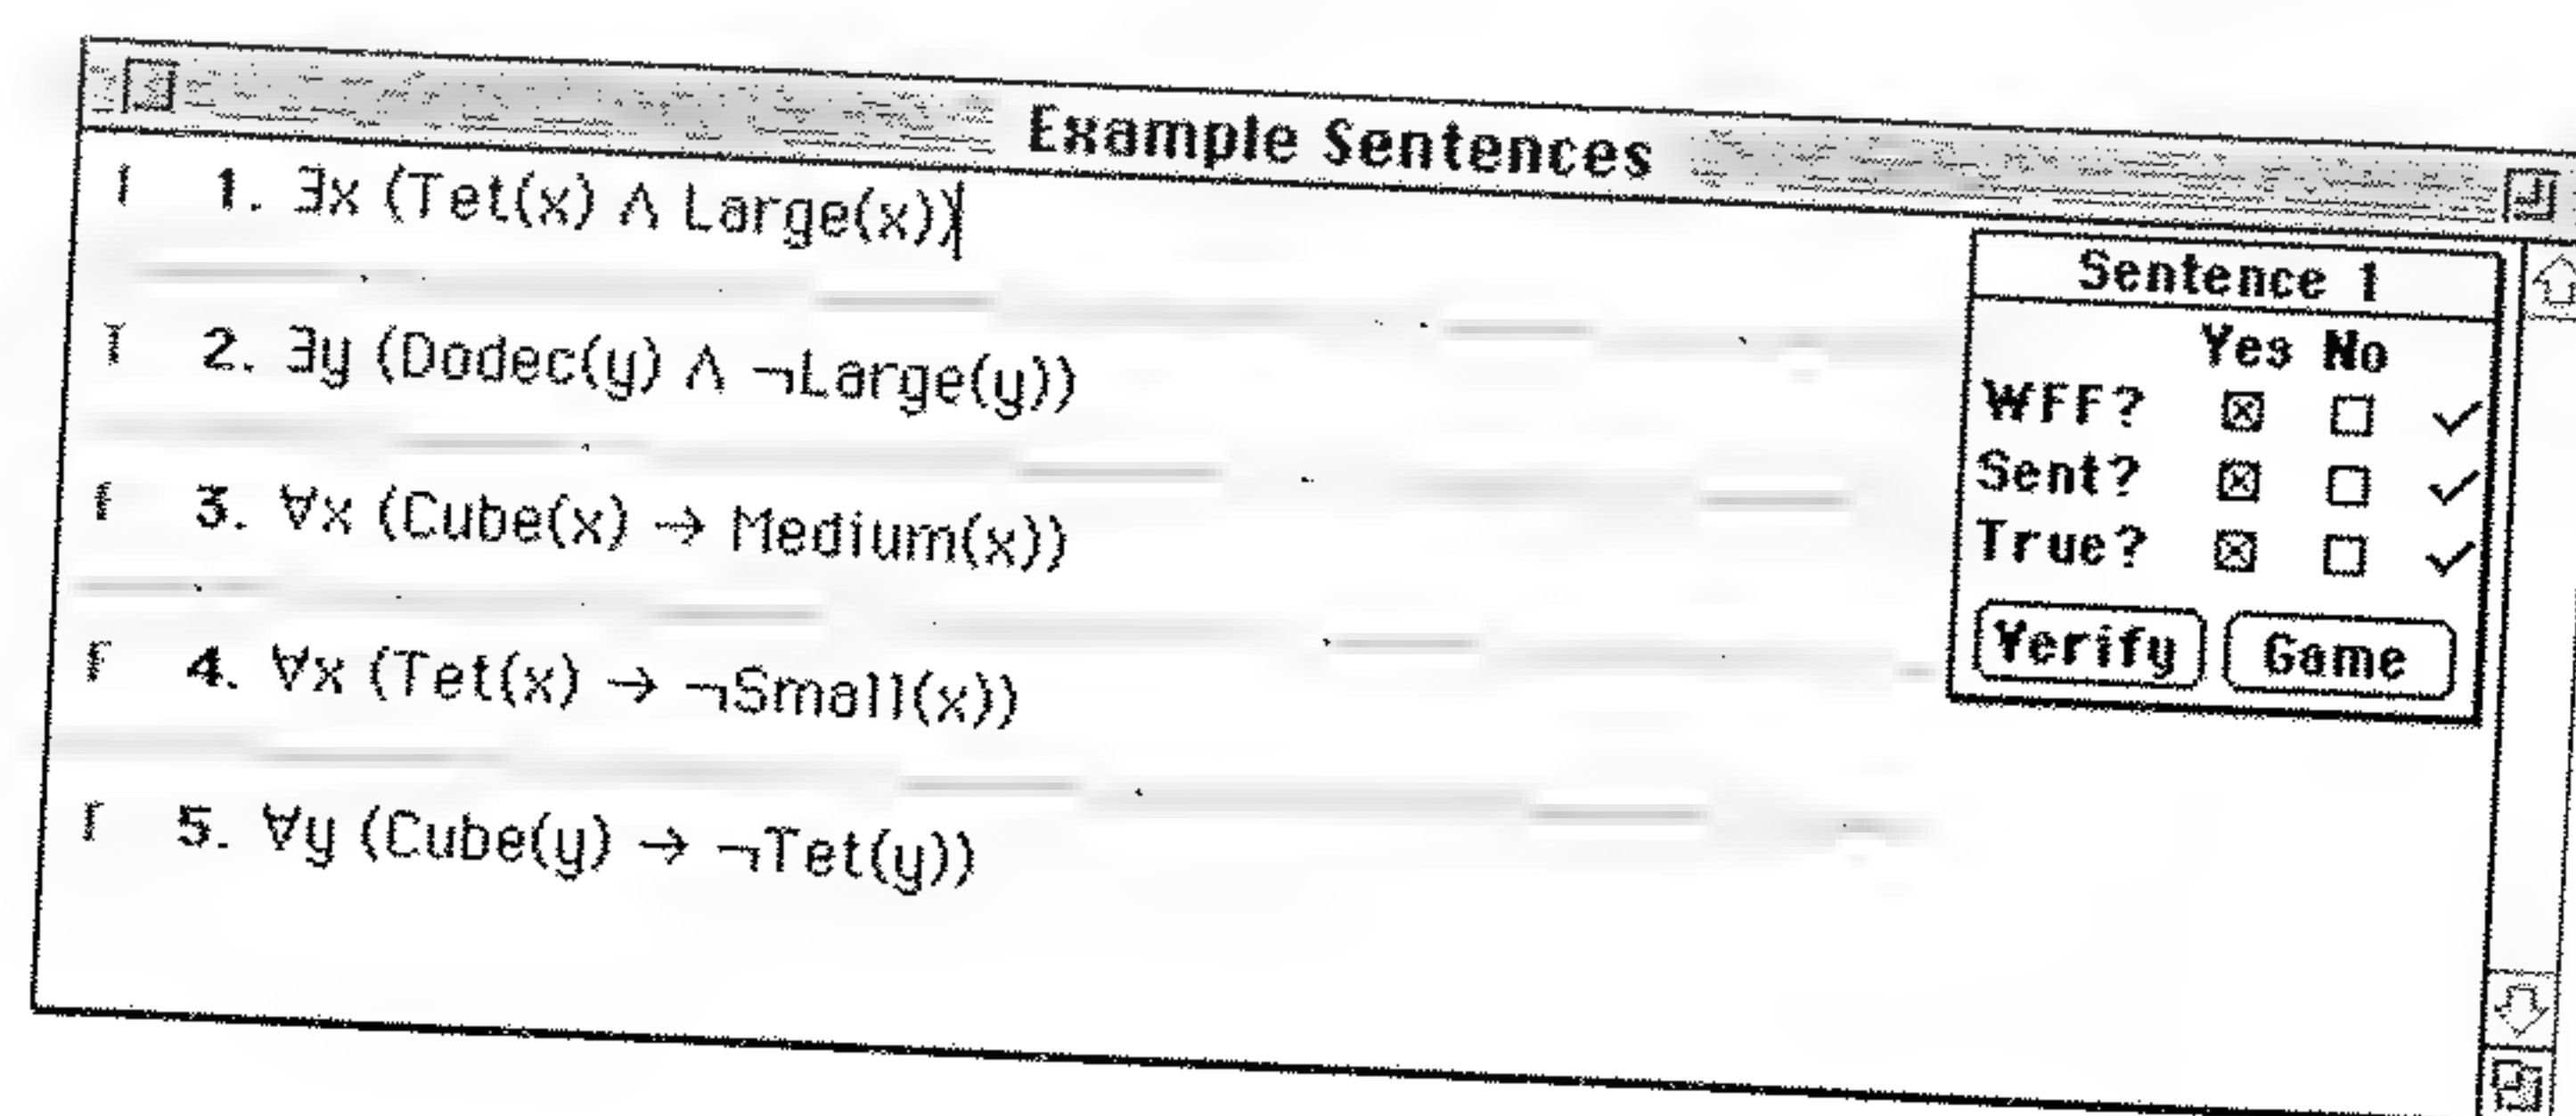 Example Sentences
1. ∃x (Tet(x) ∧ Large(x))
2. ∃y (Dodec(y) ∧ ¬Large(y))
3. ∀x (Cube(x) → Medium(x))
4. ∀x (Tet(x) → ¬Small(x))
5. ∀y (Cube(y) → ¬Tet(y))
Sentence 1
Yes No
WFF?
Sent?
True?
Verify Game